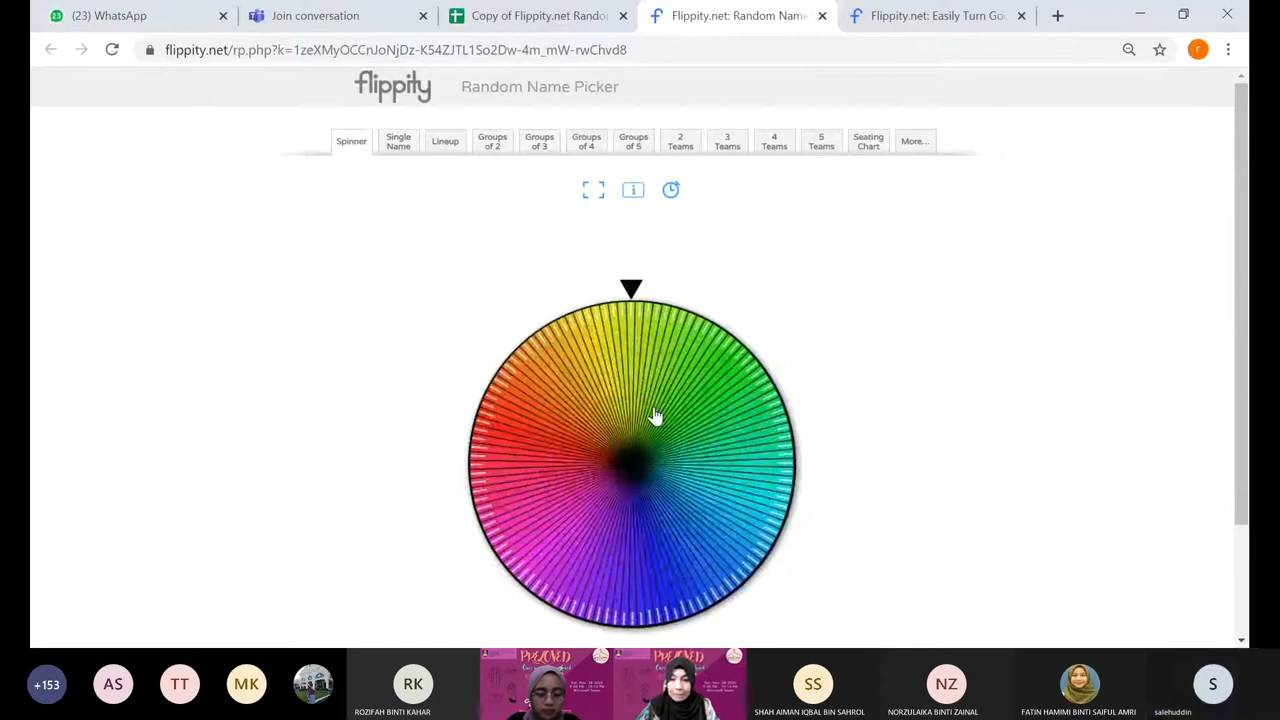 (23) WhatsApp
Join conversation
Copy of Flippity.net Rando
Flippity.net: Random Name
Flippity.net: Easily Turn Go
flippity.net/rp.php?k=1zeXMyOCCnJoNjDz-K54ZJTL1So2Dw-4m_mW-rwChvd8
r
flippity
Random Name Picker
Spinner
Single Name
Lineup
Groups of 2
Groups of 3
Groups of 4
Groups of 5
2 Teams
3 Teams
4 Teams
5 Teams
Seating Chart
More...
+153
AS
TT
MK
RK
ROZIFAH BINTI KAHAR
SS
SHAH AIMAN IQBAL BIN SAHROL
NZ
NORZULAIKA BINTI ZAINAL
FATIN HAMIMI BINTI SAIFUL AMRI
S
salehuddin